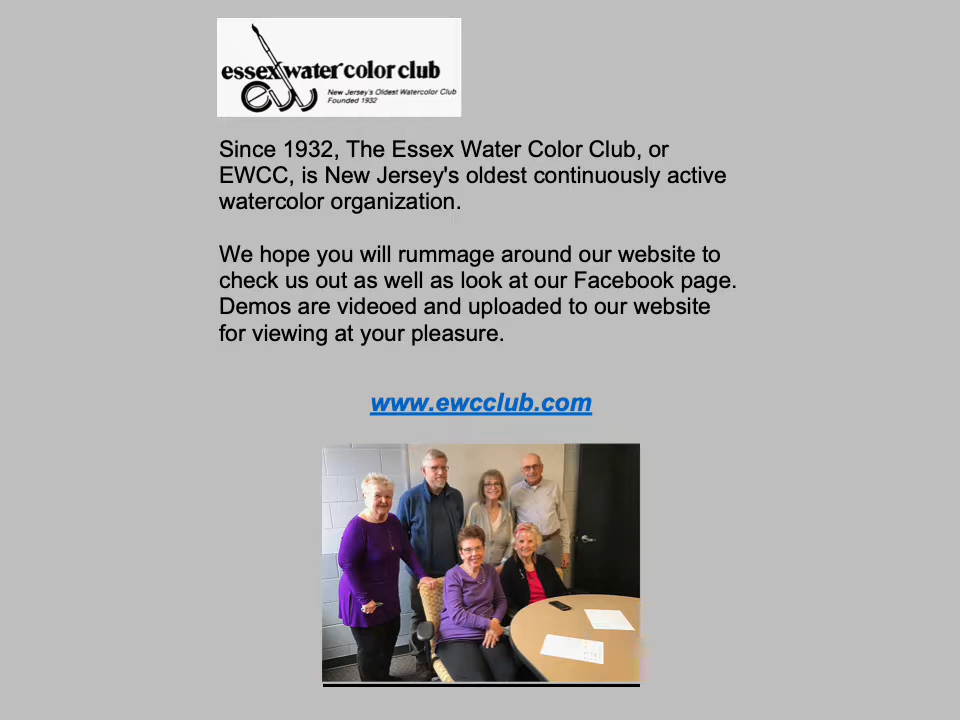 essex water color club
ewcc
New Jersey's Oldest Watercolor Club
Founded 1932
Since 1932, The Essex Water Color Club, or
EWCC, is New Jersey's oldest continuously active
watercolor organization.
We hope you will rummage around our website to
check us out as well as look at our Facebook page.
Demos are videoed and uploaded to our website
for viewing at your pleasure.
www.ewcclub.com